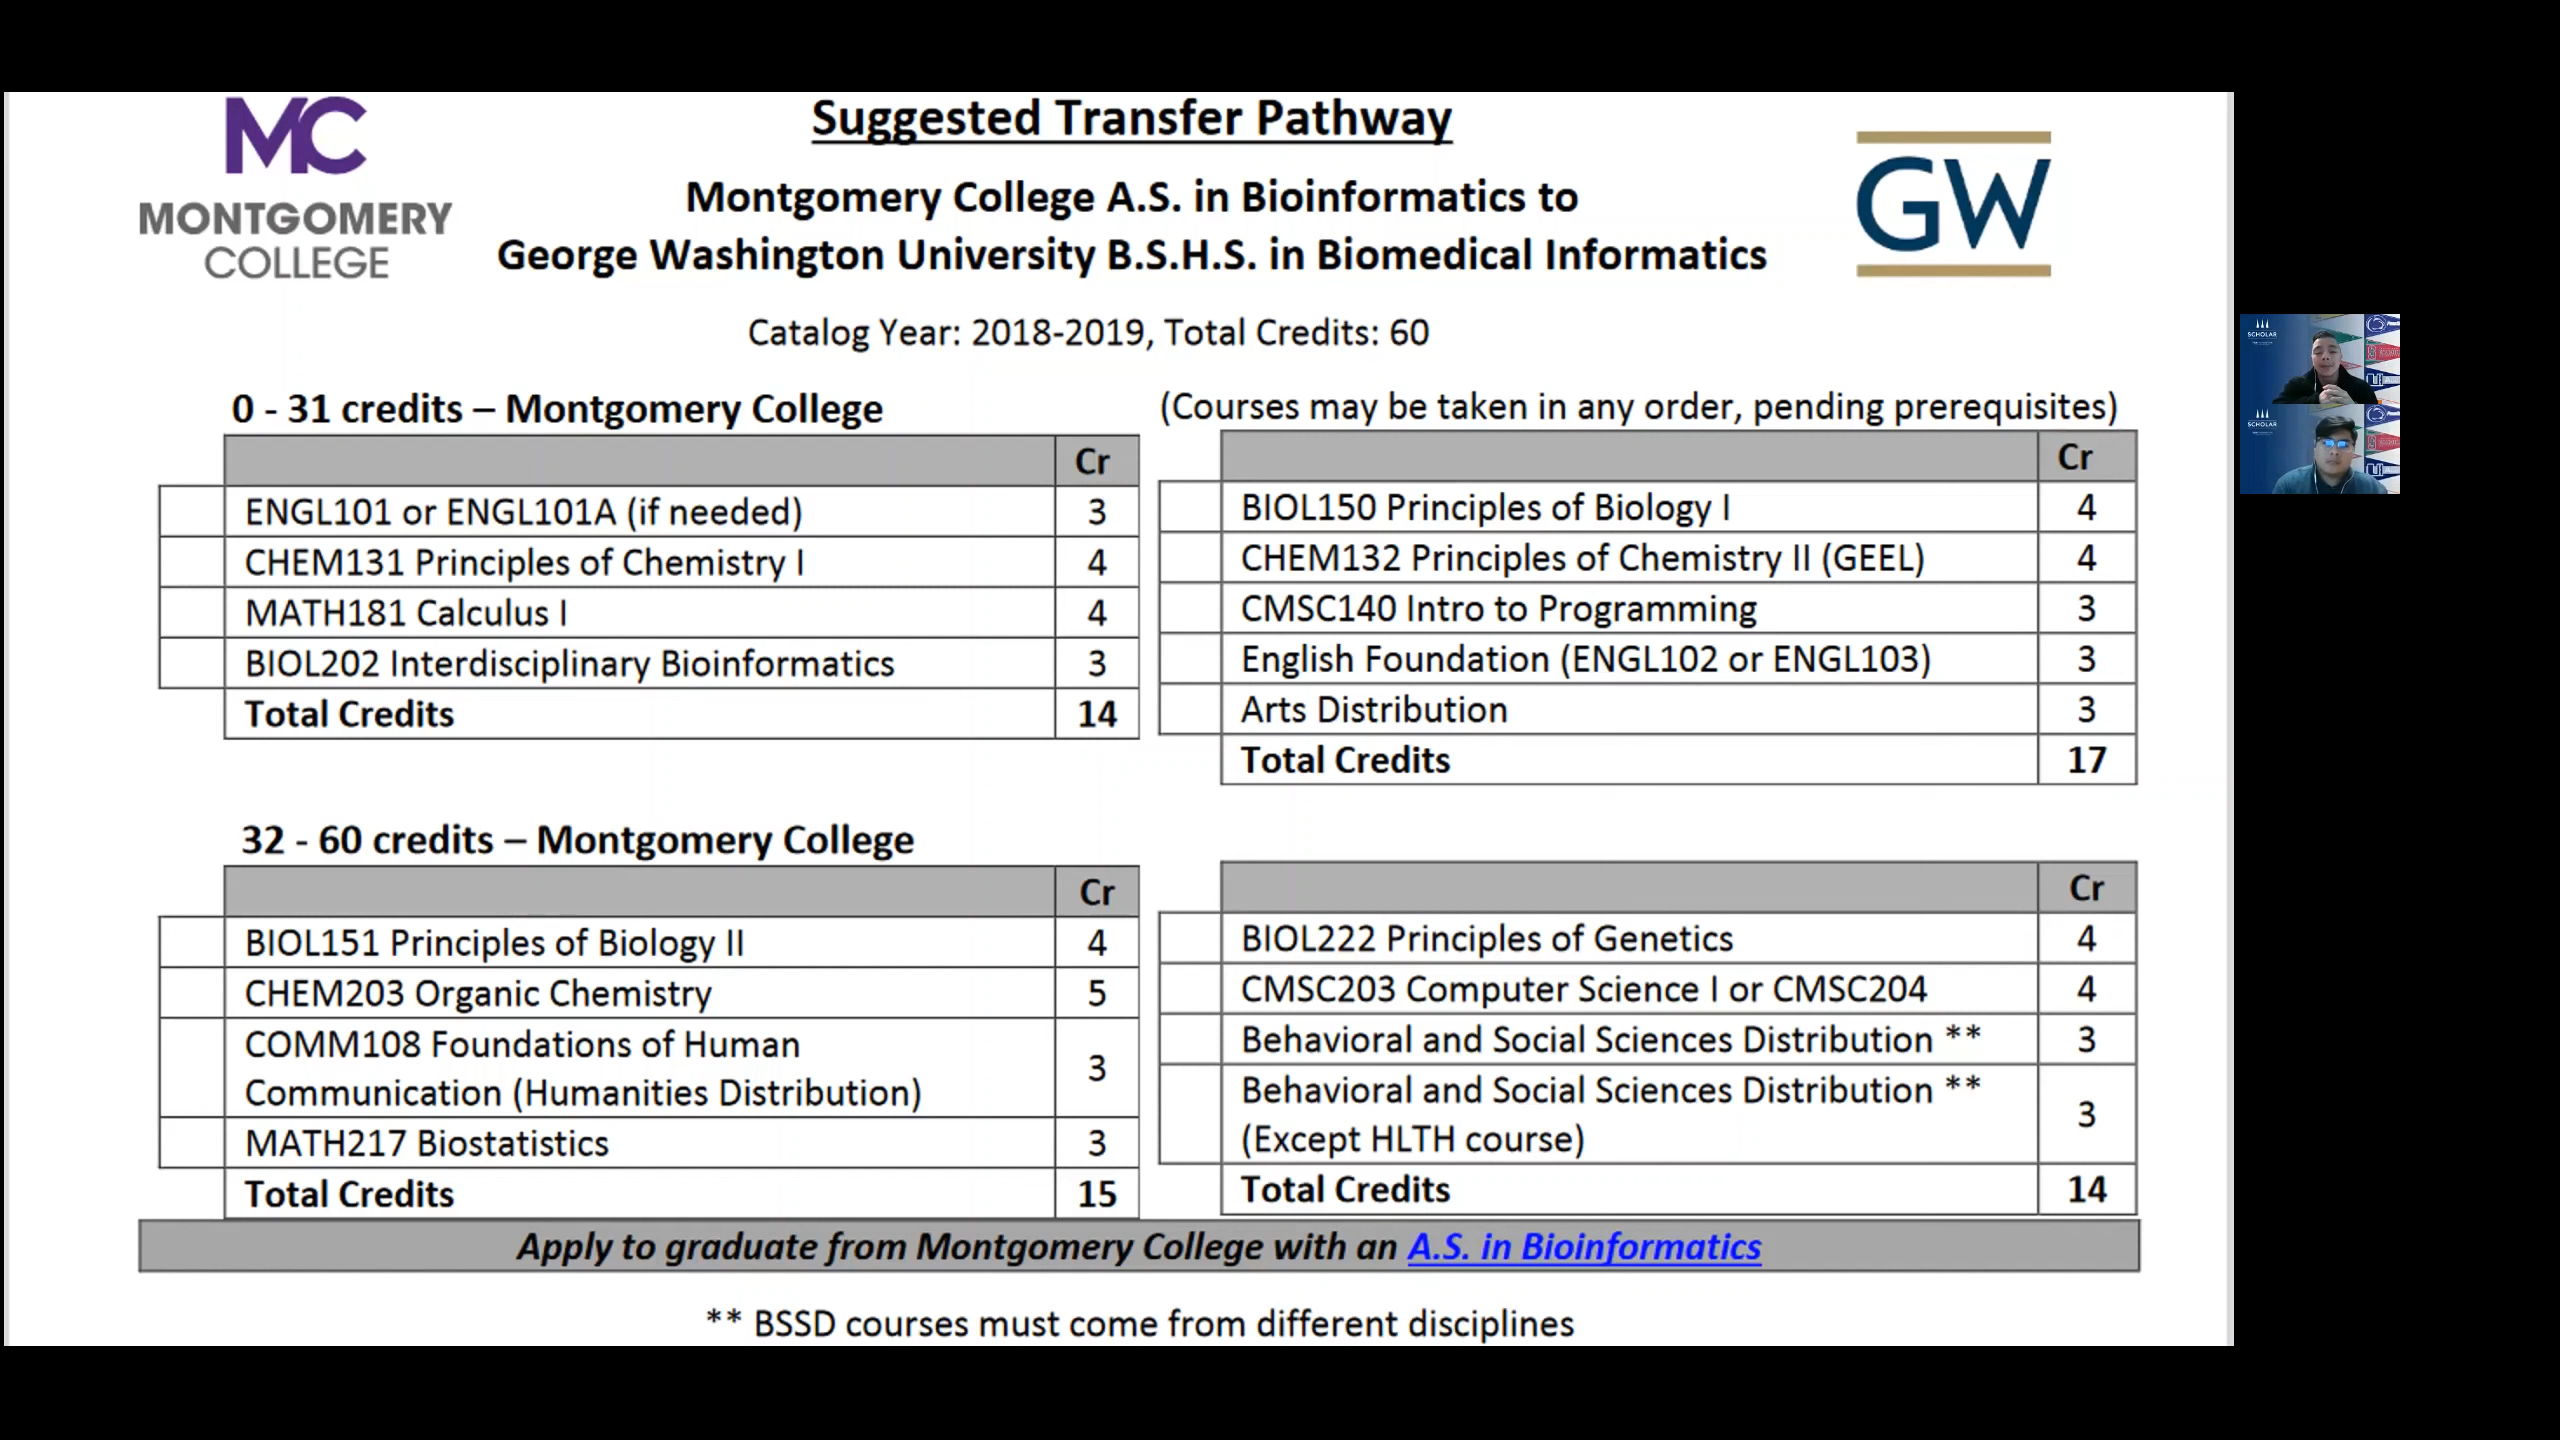 MC
MONTGOMERY
COLLEGE
Suggested Transfer Pathway
Montgomery College A.S. in Bioinformatics to
George Washington University B.S.H.S. in Biomedical Informatics
GW
Catalog Year: 2018-2019, Total Credits: 60
0 - 31 credits – Montgomery College
Cr
ENGL101 or ENGL101A (if needed) 3
CHEM131 Principles of Chemistry I 4
MATH181 Calculus I 4
BIOL202 Interdisciplinary Bioinformatics 3
Total Credits 14
(Courses may be taken in any order, pending prerequisites)
Cr
BIOL150 Principles of Biology I 4
CHEM132 Principles of Chemistry II (GEEL) 4
CMSC140 Intro to Programming 3
English Foundation (ENGL102 or ENGL103) 3
Arts Distribution 3
Total Credits 17
32 - 60 credits – Montgomery College
Cr
BIOL151 Principles of Biology II 4
CHEM203 Organic Chemistry 5
COMM108 Foundations of Human
Communication (Humanities Distribution) 3
MATH217 Biostatistics 3
Total Credits 15
Cr
BIOL222 Principles of Genetics 4
CMSC203 Computer Science I or CMSC204 4
Behavioral and Social Sciences Distribution ** 3
Behavioral and Social Sciences Distribution **
(Except HLTH course) 3
Total Credits 14
Apply to graduate from Montgomery College with an A.S. in Bioinformatics
** BSSD courses must come from different disciplines
SCHOLAR
SCHOLAR